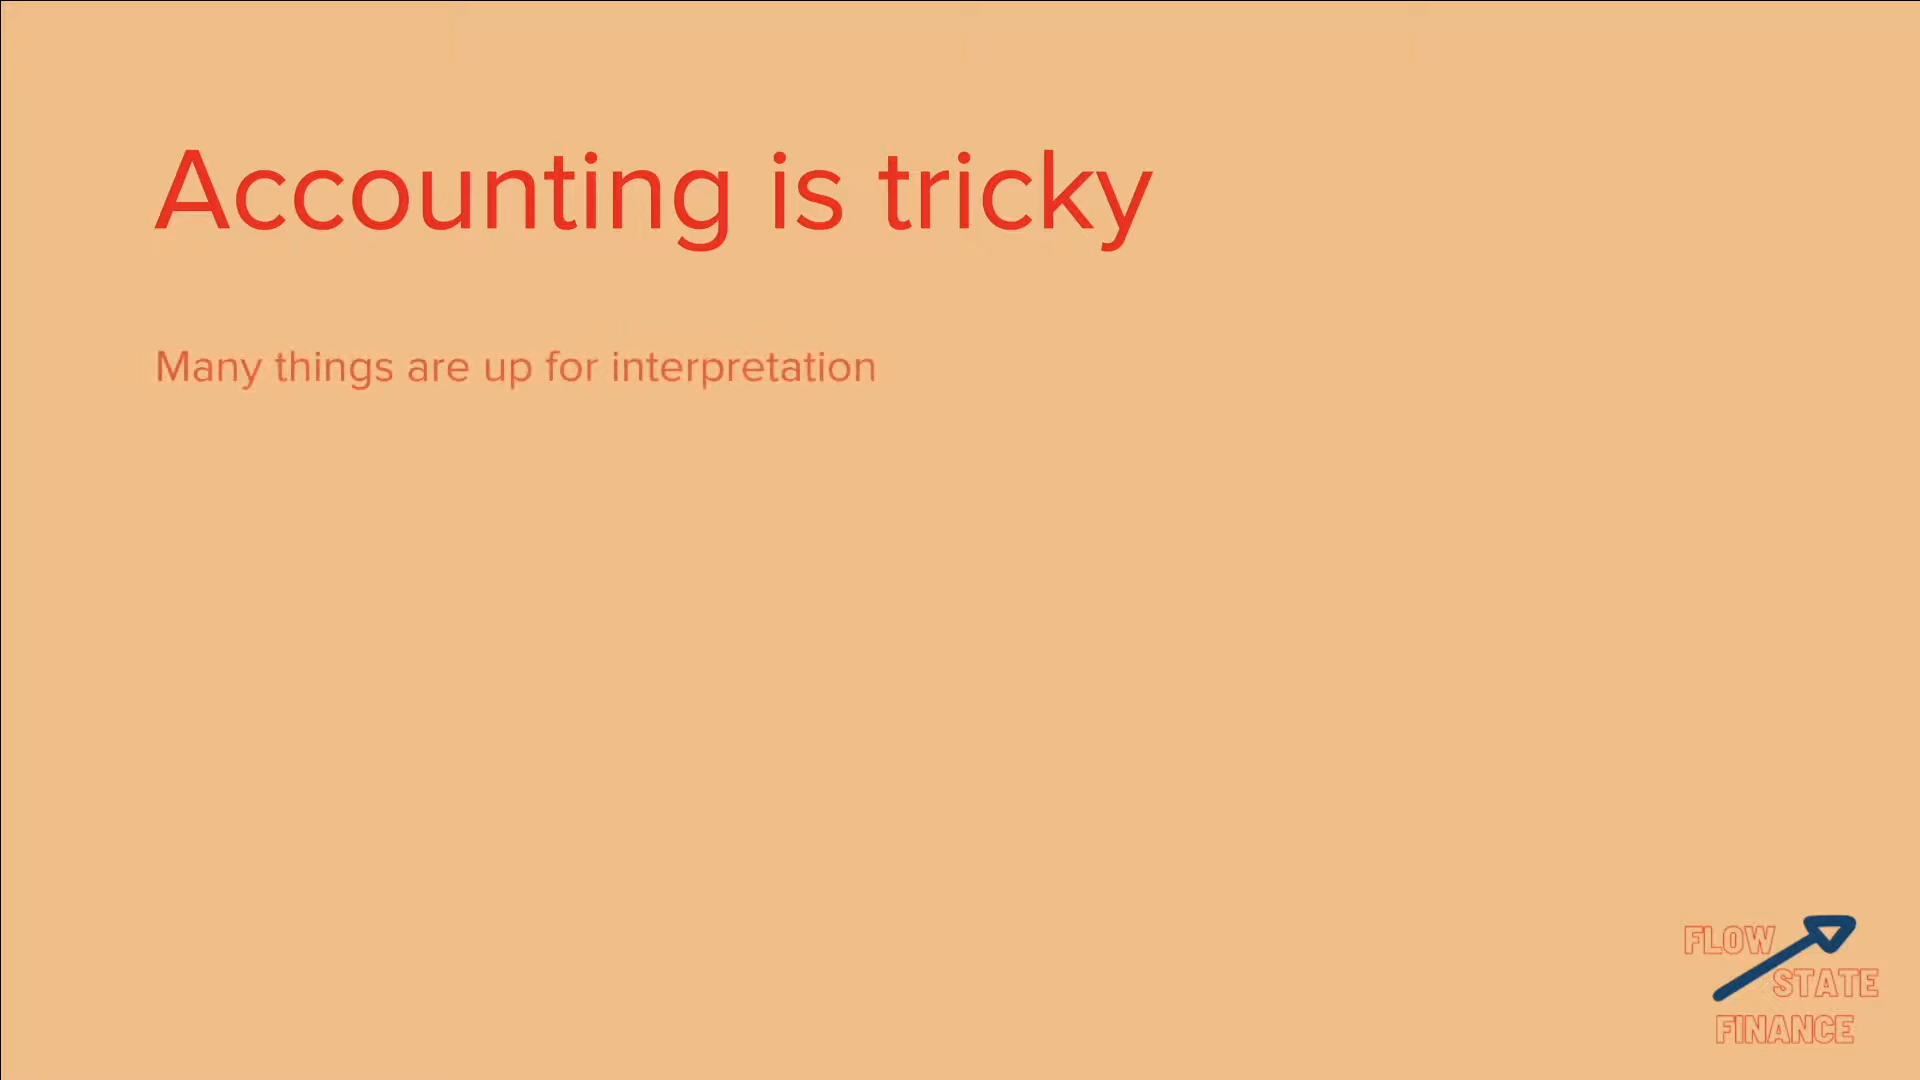 Accounting is tricky
Many things are up for interpretation
FLOW
STATE
FINANCE